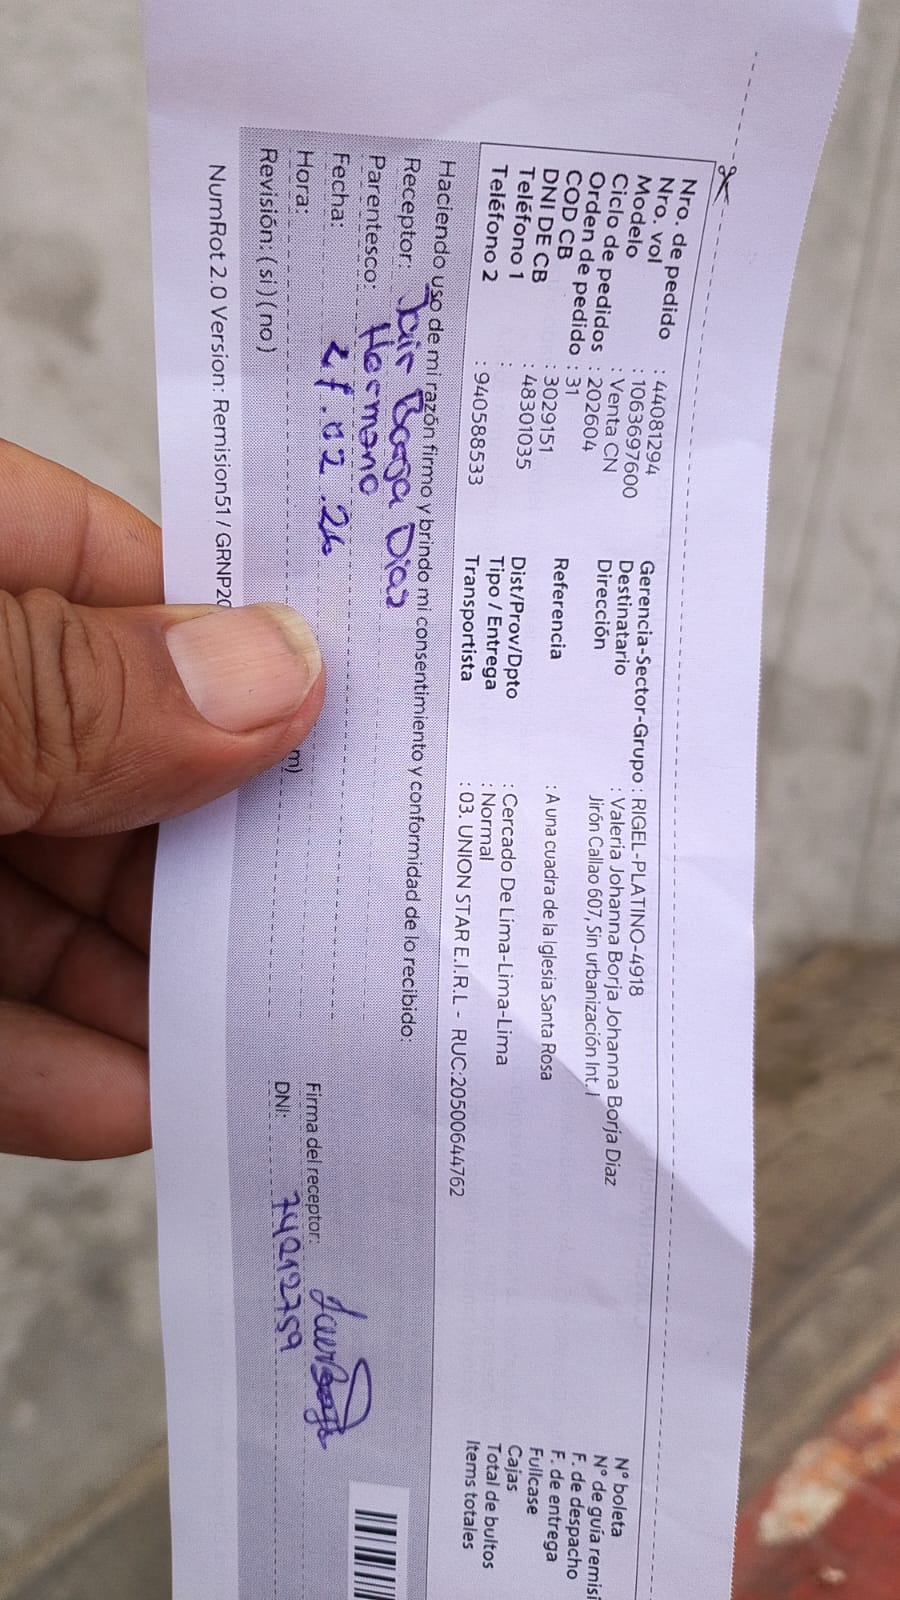 Nro. de pedido : 44081294
Nro. vol : 1063697600
Modelo : Venta CN
Ciclo de pedidos : 202604
Orden de pedido : 31
COD CB : 3029151
DNI DE CB : 48301035
Teléfono 1 :
Teléfono 2 : 940588533
Gerencia-Sector-Grupo : RIGEL-PLATINO-4918
Destinatario : Valeria Johanna Borja Johanna Borja Diaz
Dirección Jirón Callao 607, Sin urbanización Int. I
Referencia : A una cuadra de la Iglesia Santa Rosa
Dist/Prov/Dpto : Cercado De Lima-Lima-Lima
Tipo / Entrega : Normal
Transportista : 03. UNION STAR E.I.R.L - RUC:20500644762
N° boleta
N° de guía remisi
F. de despacho
F. de entrega
Fullcase
Cajas
Total de bultos
Items totales
Haciendo uso de mi razón firmo y brindo mi consentimiento y conformidad de lo recibido:
Receptor: Jair Borja Diaz
Parentesco: Hermano
Fecha: .02.26
Hora: m)
Revisión: ( si ) ( no )
Firma del receptor:
DNI: 74212759
NumRot 2.0 Version: Remision51 / GRNP20